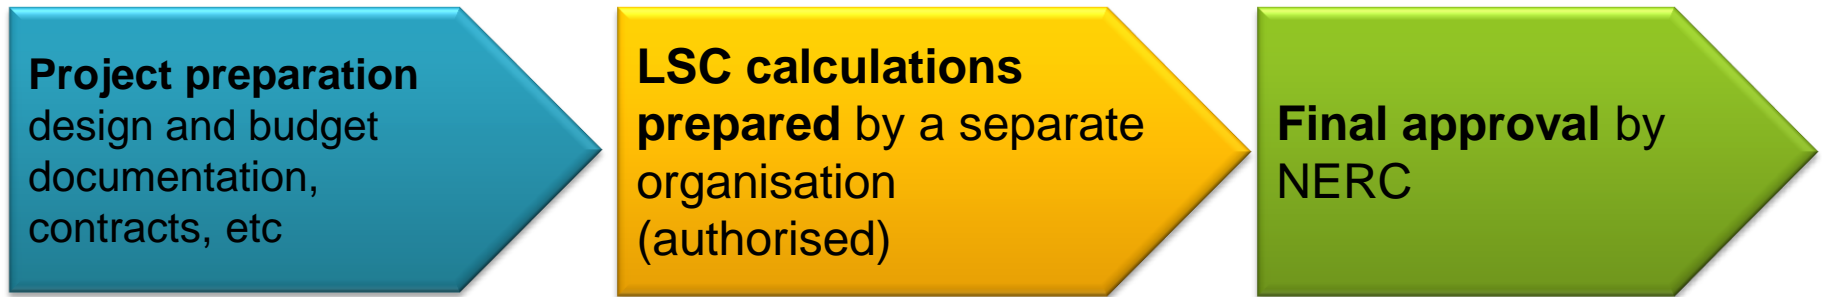 Project preparation
design and budget
documentation,
contracts, etc
LSC calculations
prepared by a separate
organisation
(authorised)
Final approval by
NERC